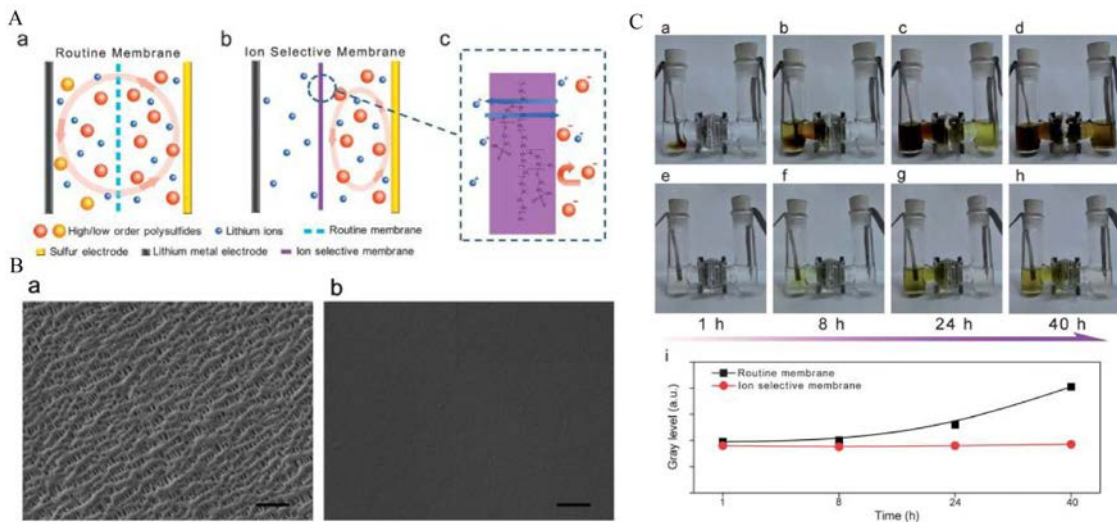 A
a
Routine Membrane
b
Ion Selective Membrane
c
High/low order polysulfides
Lithium ions
Routine membrane
Sulfur electrode
Lithium metal electrode
Ion selective membrane
B
a
b
C
a
b
c
d
e
f
g
h
1 h
8 h
24 h
40 h
i
Routine membrane
Ion selective membrane
Gray level (a.u.)
1
8
24
40
Time (h)